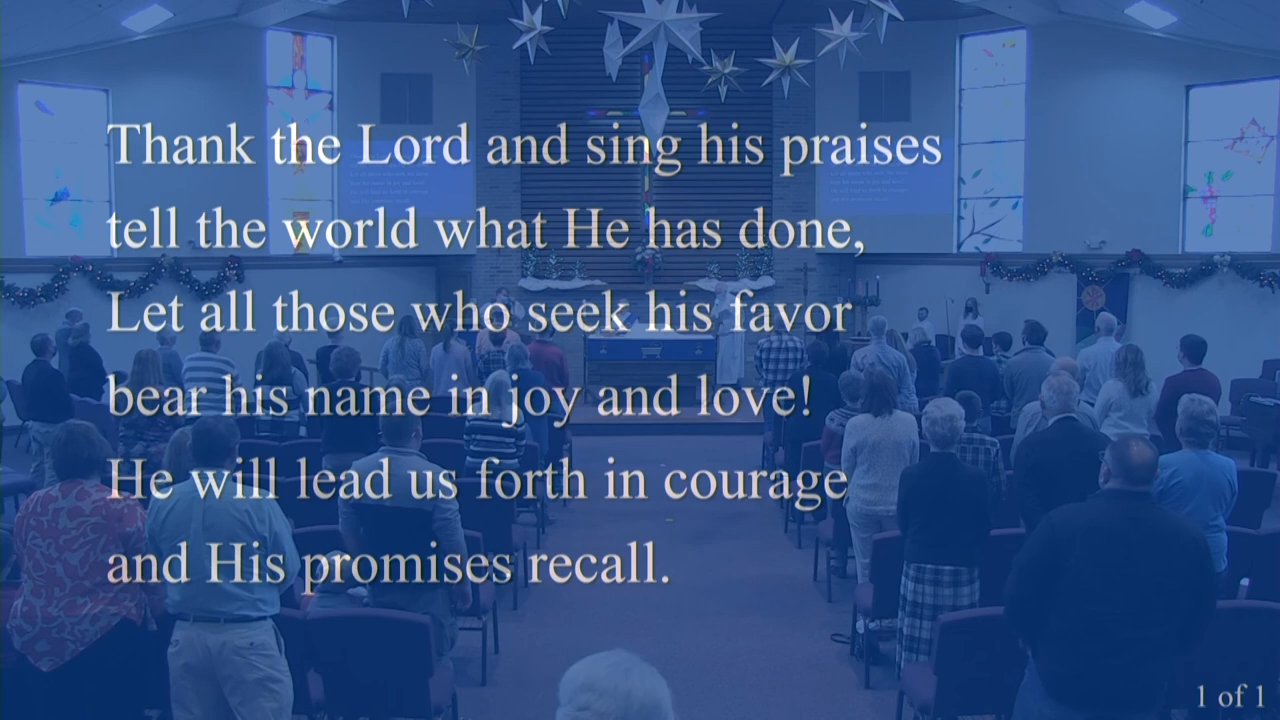 Thank the Lord and sing his praises
tell the world what He has done,
Let all those who seek his favor
bear his name in joy and love!
He will lead us forth in courage
and His promises recall.
1 of 1